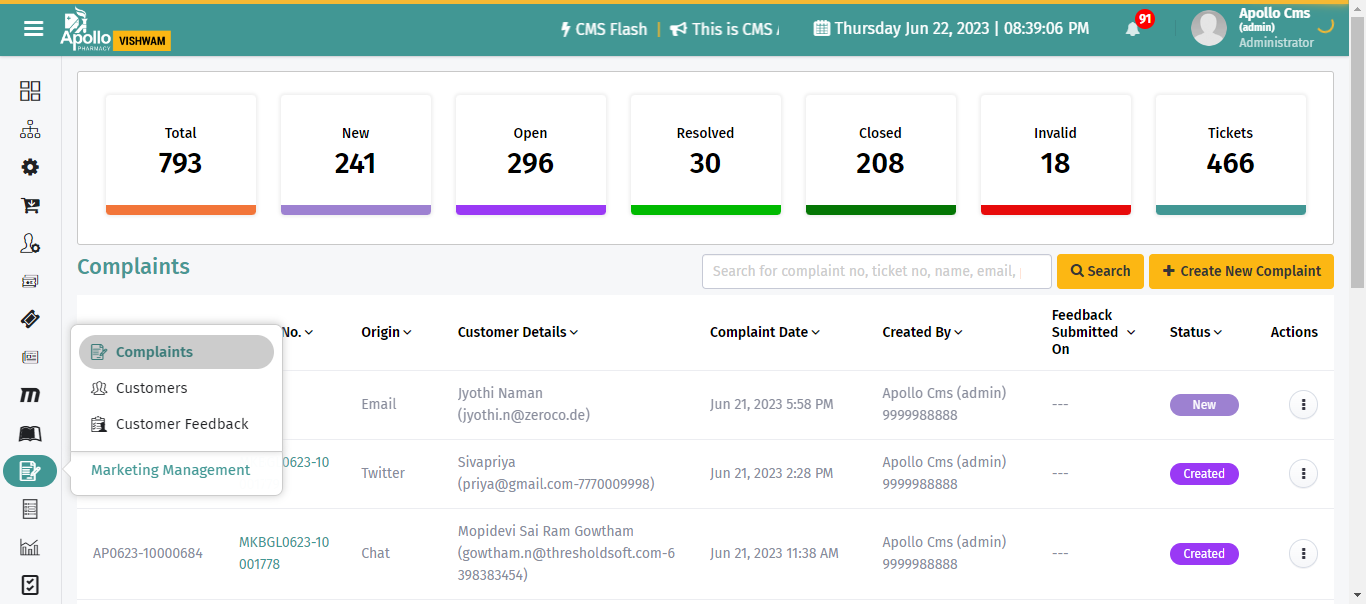 Apollo
PHARMACY
VISHWAM
CMS Flash | This is CMS
Thursday Jun 22, 2023 | 08:39:06 PM
91
Apollo Cms
(admin)
Administrator
Total
793
New
241
Open
296
Resolved
30
Closed
208
Invalid
18
Tickets
466
Complaints
Search for complaint no, ticket no, name, email,
Search
Create New Complaint
No.
Origin
Customer Details
Complaint Date
Created By
Feedback
Submitted
On
Status
Actions
Complaints
Customers
Customer Feedback
Marketing Management
Email
Jyothi Naman
(jyothi.n@zeroco.de)
Jun 21, 2023 5:58 PM
Apollo Cms (admin)
9999988888
---
New
0623-10
Twitter
Sivapriya
(priya@gmail.com-7770009998)
Jun 21, 2023 2:28 PM
Apollo Cms (admin)
9999988888
---
Created
AP0623-10000684
MKBGL0623-10
001778
Chat
Mopidevi Sai Ram Gowtham
(gowtham.n@thresholdsoft.com-6
398383454)
Jun 21, 2023 11:38 AM
Apollo Cms (admin)
9999988888
---
Created